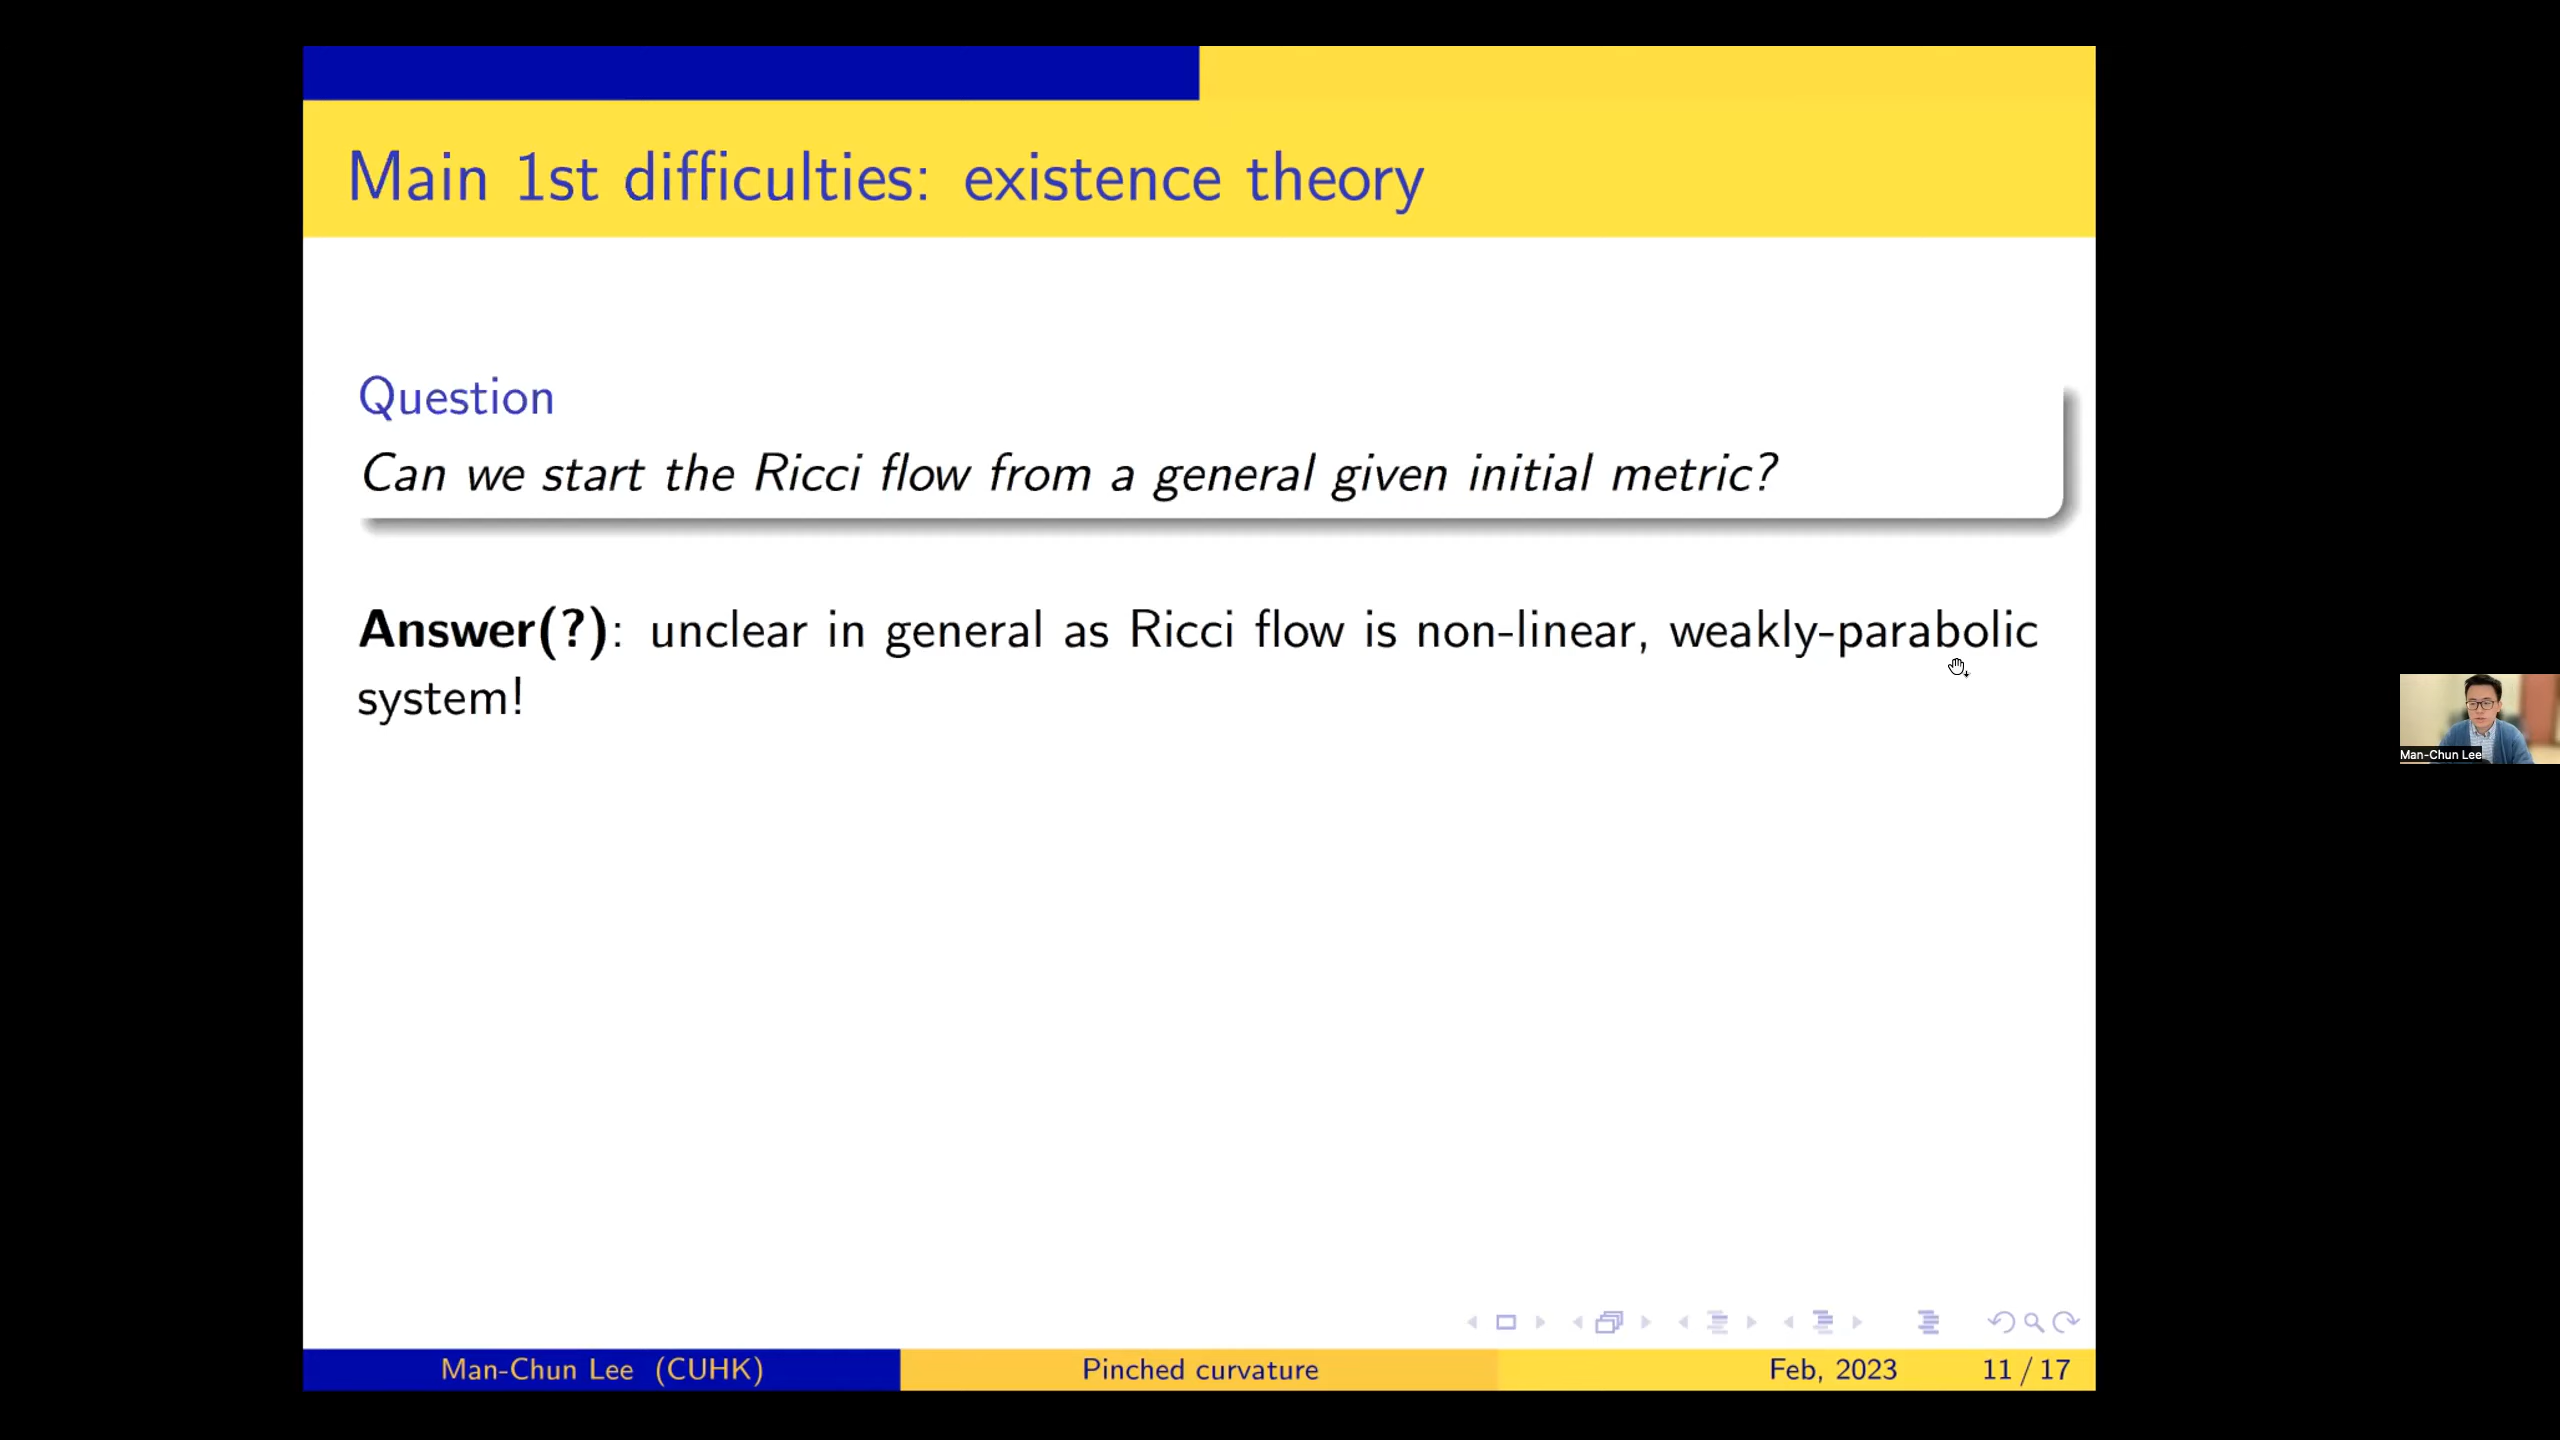 Main 1st difficulties: existence theory
Question
Can we start the Ricci flow from a general given initial metric?
Answer(?): unclear in general as Ricci flow is non-linear, weakly-parabolic
system!
Man-Chun Lee
Man-Chun Lee (CUHK)
Pinched curvature
Feb, 2023
11 / 17